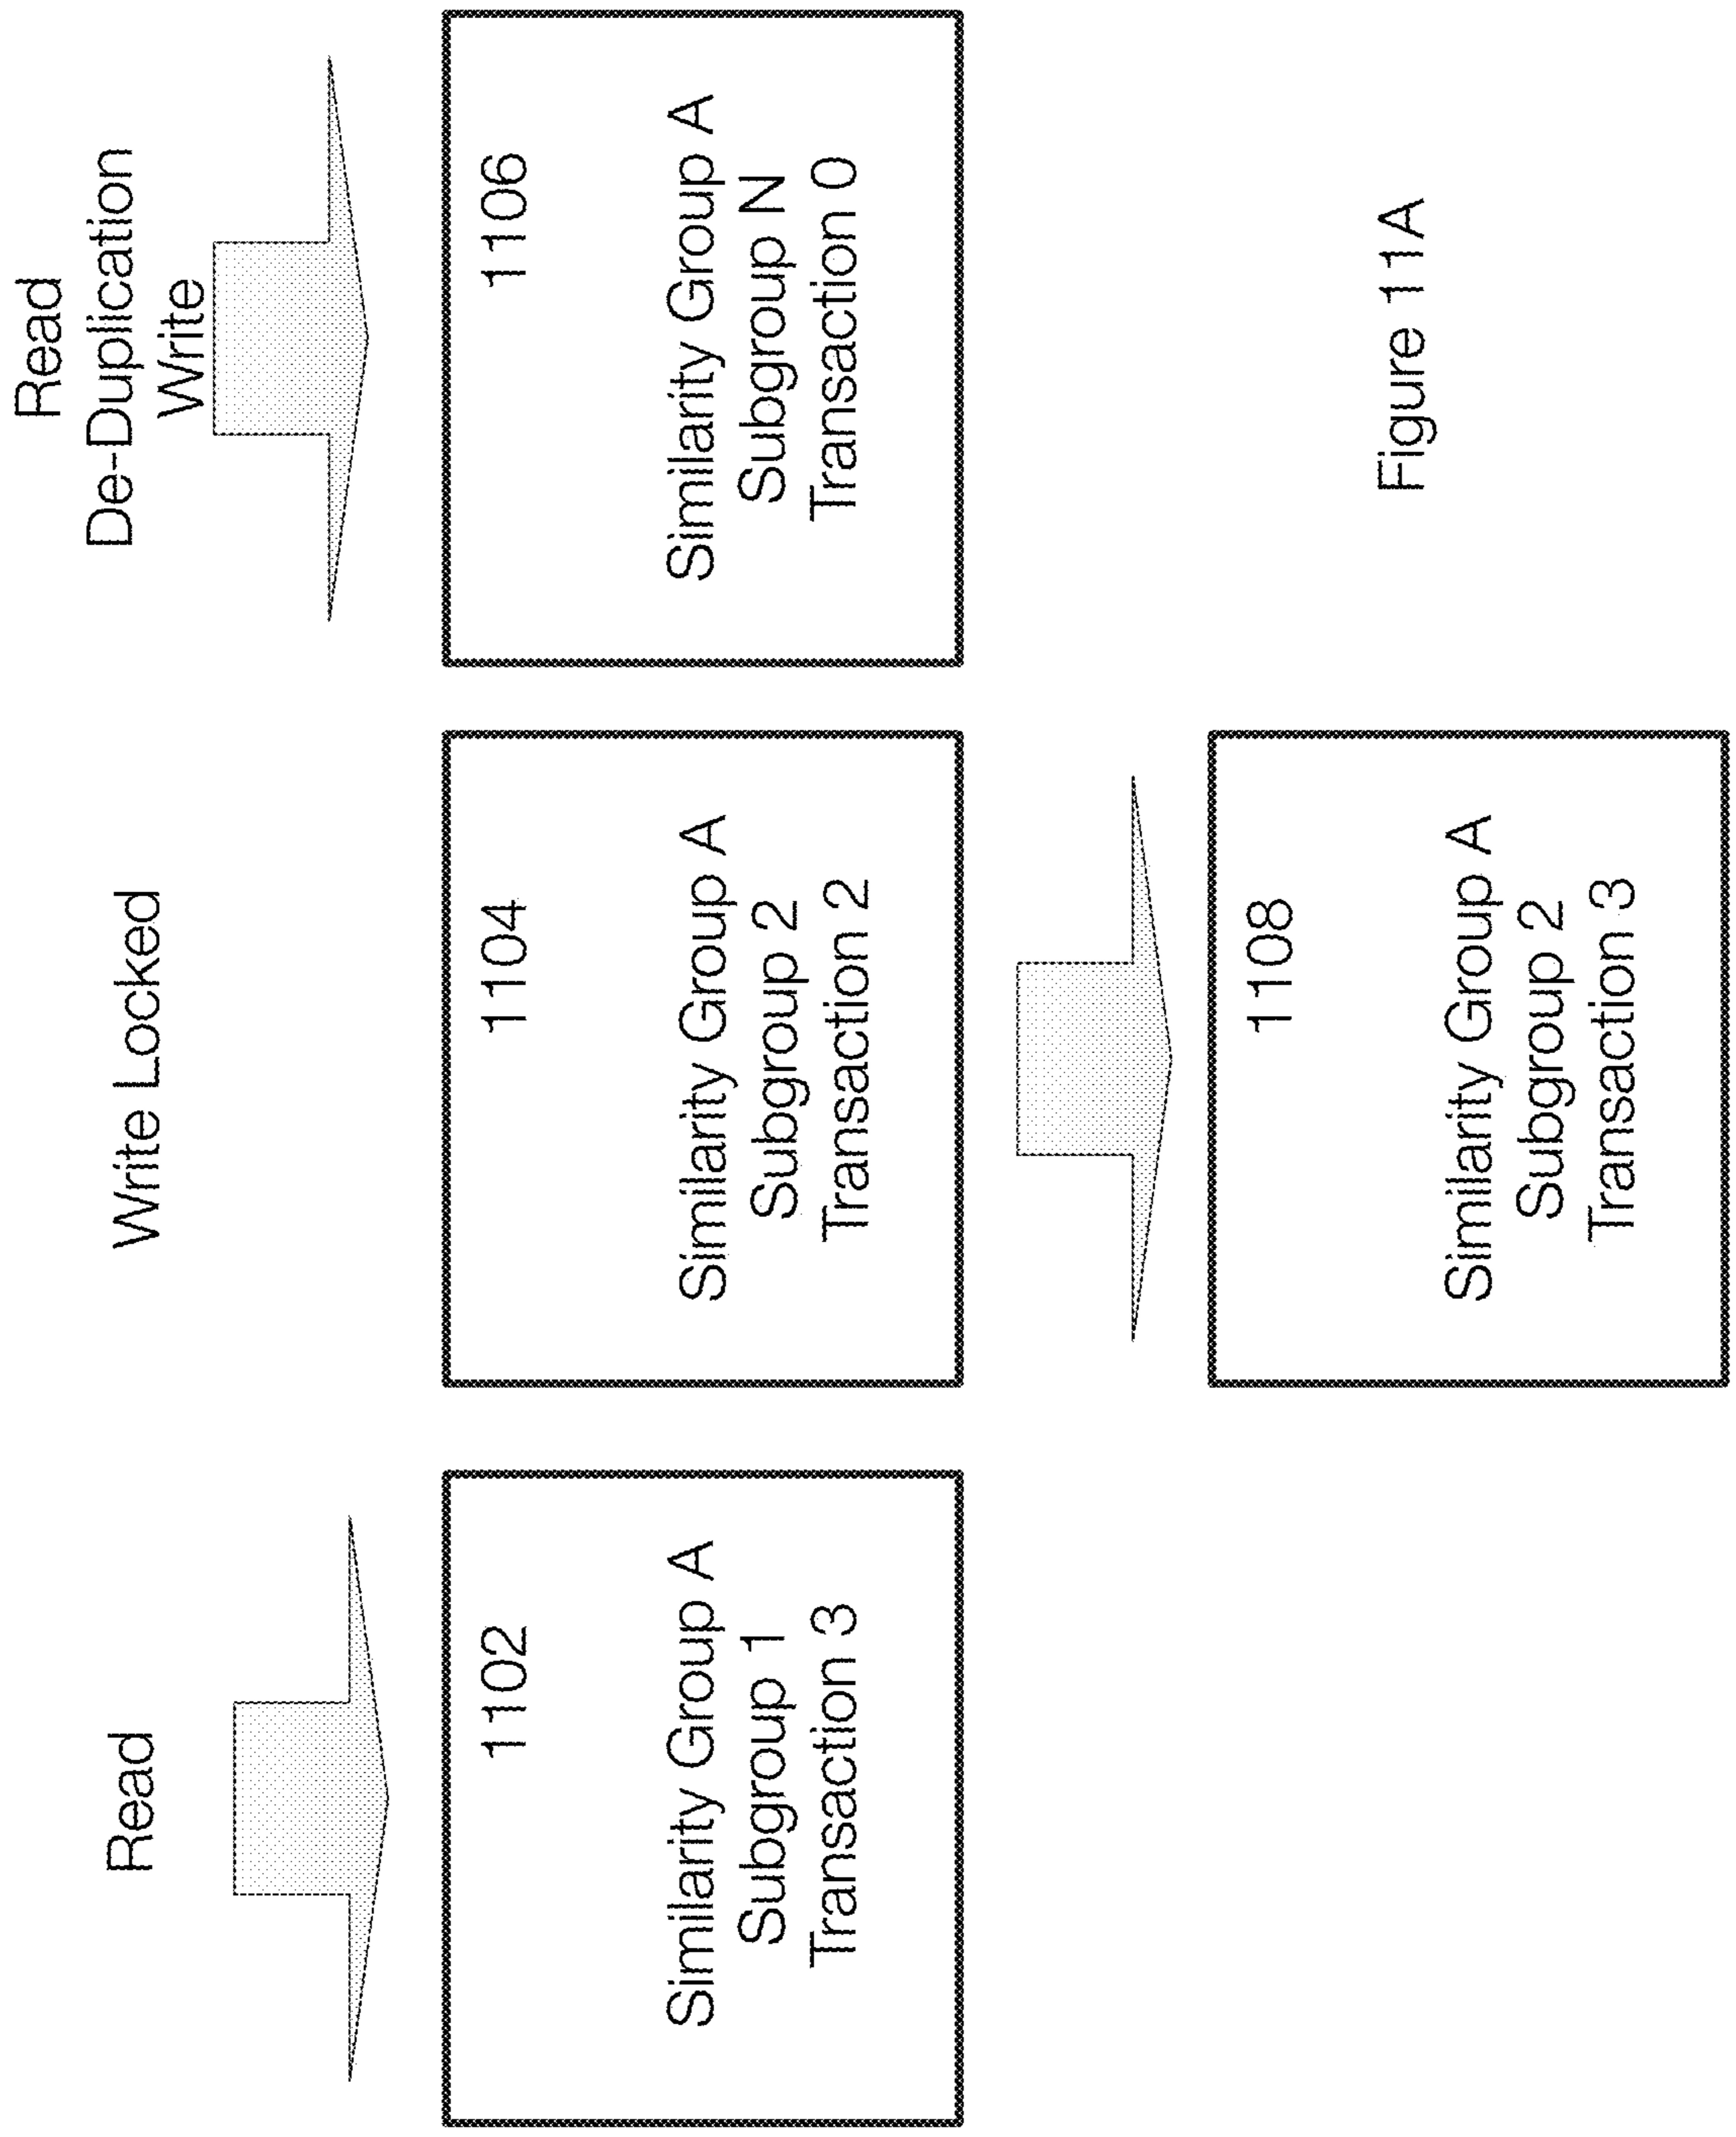 Read
Write Locked
Read
De-Duplication
Write
1102
Similarity Group A
Subgroup 1
Transaction 3
1104
Similarity Group A
Subgroup 2
Transaction 2
1106
Similarity Group A
Subgroup N
Transaction 0
1108
Similarity Group A
Subgroup 2
Transaction 3
Figure 11A